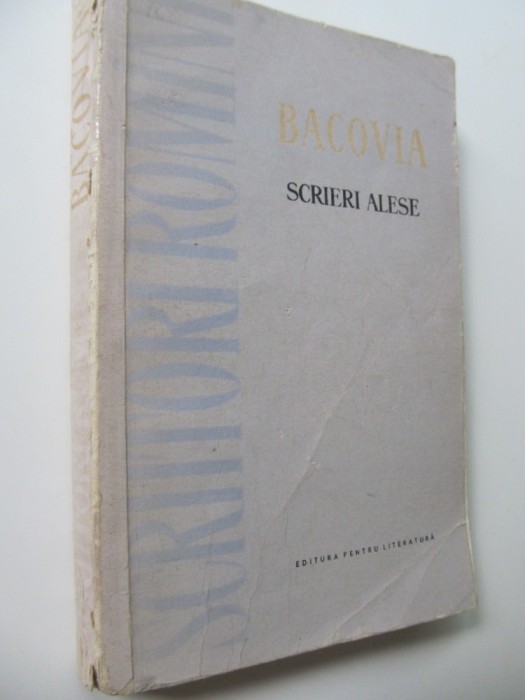 BACOVIA
SCRIITORI ROMÎNI
BACOVIA
SCRIERI ALESE
EDITURA PENTRU LITERATURĂ